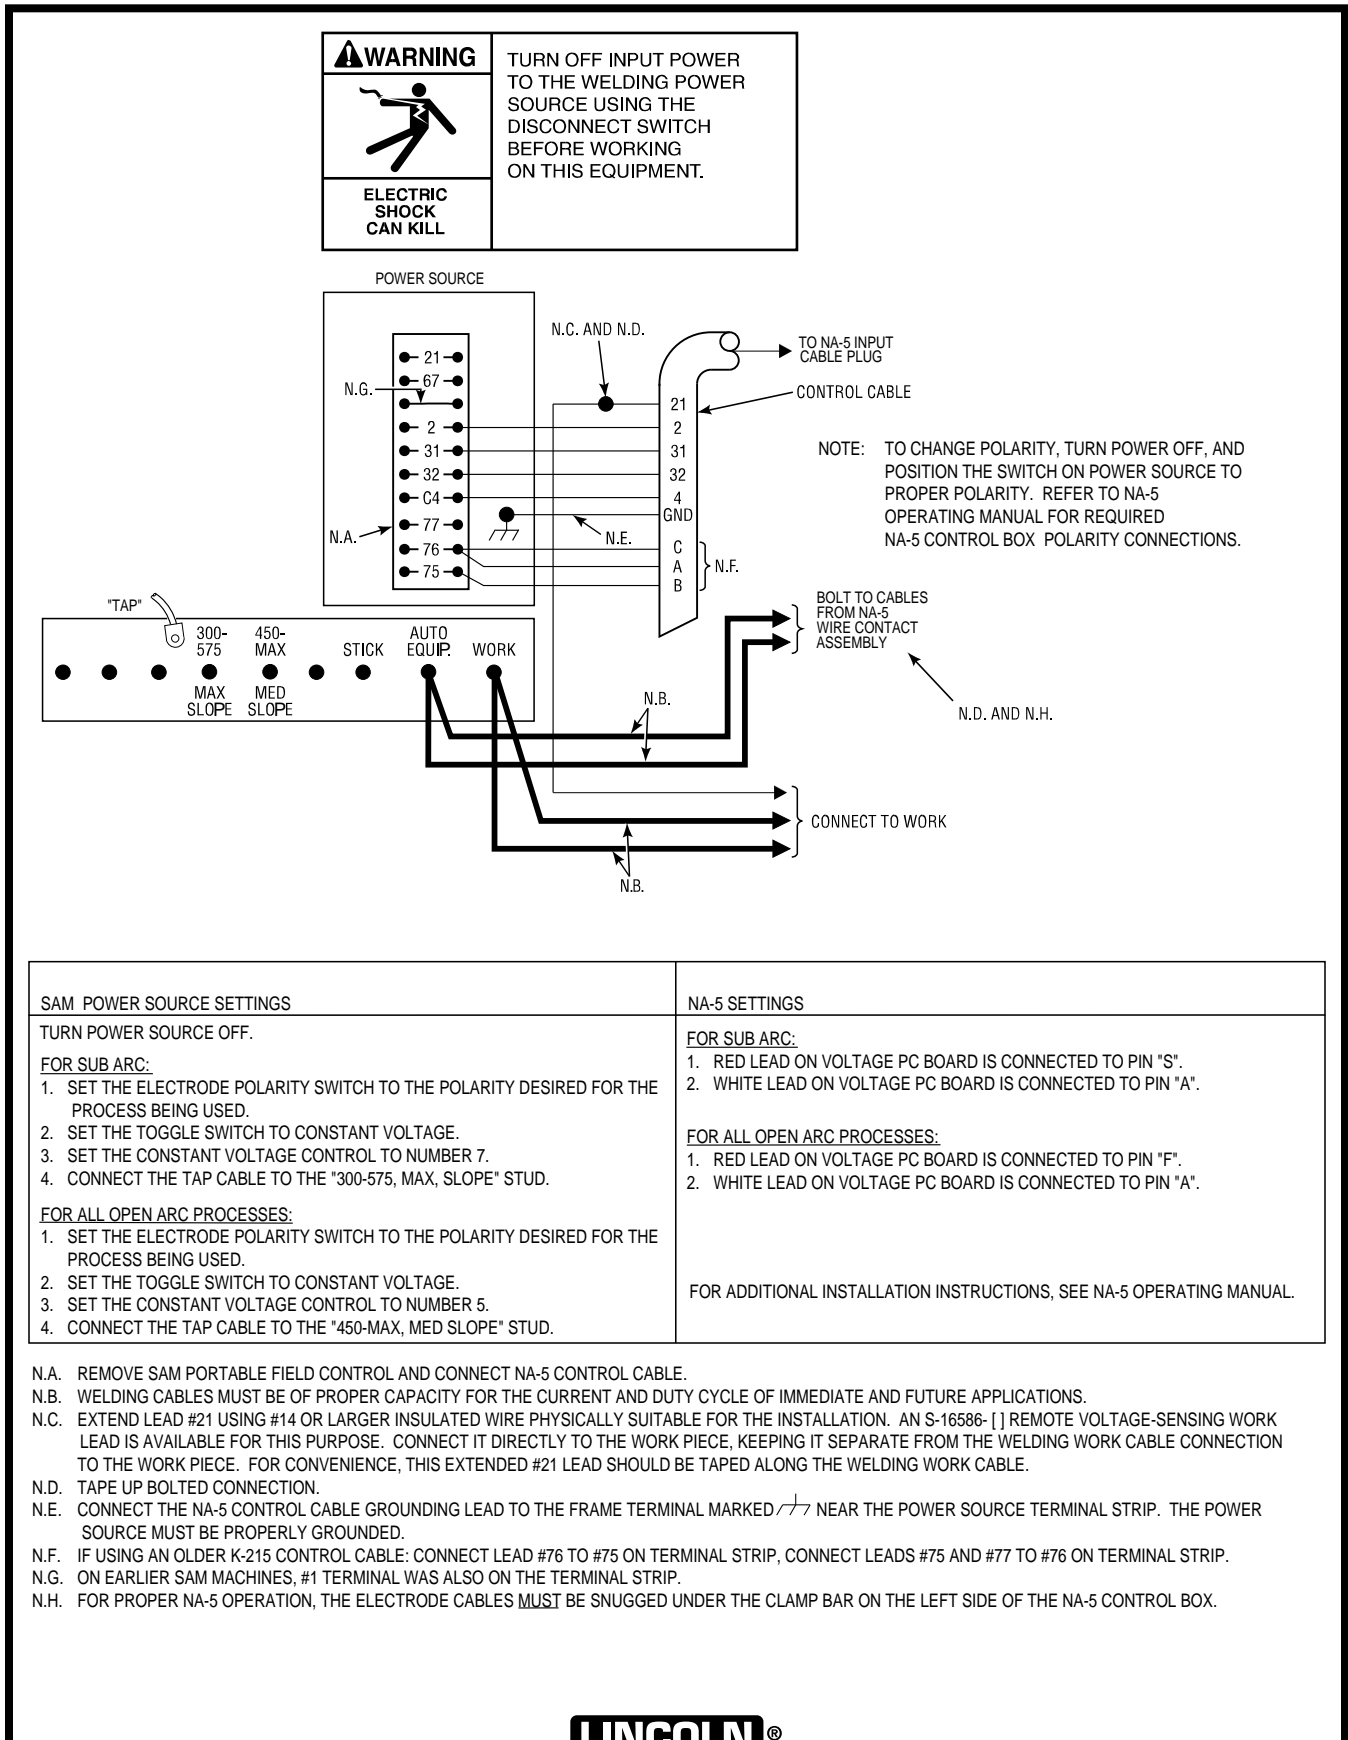 WARNING
ELECTRIC
SHOCK
CAN KILL
TURN OFF INPUT POWER
TO THE WELDING POWER
SOURCE USING THE
DISCONNECT SWITCH
BEFORE WORKING
ON THIS EQUIPMENT.
POWER SOURCE
21
67
2
31
32
C4
77
76
75
N.G.
N.A.
N.C. AND N.D.
21
2
31
32
4
GND
C
A
B
N.E.
N.F.
TO NA-5 INPUT
CABLE PLUG
CONTROL CABLE
NOTE: TO CHANGE POLARITY, TURN POWER OFF, AND
POSITION THE SWITCH ON POWER SOURCE TO
PROPER POLARITY. REFER TO NA-5
OPERATING MANUAL FOR REQUIRED
NA-5 CONTROL BOX POLARITY CONNECTIONS.
"TAP"
300-
575
MAX
SLOPE
450-
MAX
MED
SLOPE
STICK
AUTO
EQUIP.
WORK
BOLT TO CABLES
FROM NA-5
WIRE CONTACT
ASSEMBLY
N.D. AND N.H.
N.B.
CONNECT TO WORK
N.B.
SAM POWER SOURCE SETTINGS
TURN POWER SOURCE OFF.
FOR SUB ARC:
1. SET THE ELECTRODE POLARITY SWITCH TO THE POLARITY DESIRED FOR THE
PROCESS BEING USED.
2. SET THE TOGGLE SWITCH TO CONSTANT VOLTAGE.
3. SET THE CONSTANT VOLTAGE CONTROL TO NUMBER 7.
4. CONNECT THE TAP CABLE TO THE "300-575, MAX, SLOPE" STUD.
FOR ALL OPEN ARC PROCESSES:
1. SET THE ELECTRODE POLARITY SWITCH TO THE POLARITY DESIRED FOR THE
PROCESS BEING USED.
2. SET THE TOGGLE SWITCH TO CONSTANT VOLTAGE.
3. SET THE CONSTANT VOLTAGE CONTROL TO NUMBER 5.
4. CONNECT THE TAP CABLE TO THE "450-MAX, MED SLOPE" STUD.
NA-5 SETTINGS
FOR SUB ARC:
1. RED LEAD ON VOLTAGE PC BOARD IS CONNECTED TO PIN "S".
2. WHITE LEAD ON VOLTAGE PC BOARD IS CONNECTED TO PIN "A".
FOR ALL OPEN ARC PROCESSES:
1. RED LEAD ON VOLTAGE PC BOARD IS CONNECTED TO PIN "F".
2. WHITE LEAD ON VOLTAGE PC BOARD IS CONNECTED TO PIN "A".
FOR ADDITIONAL INSTALLATION INSTRUCTIONS, SEE NA-5 OPERATING MANUAL.
N.A. REMOVE SAM PORTABLE FIELD CONTROL AND CONNECT NA-5 CONTROL CABLE.
N.B. WELDING CABLES MUST BE OF PROPER CAPACITY FOR THE CURRENT AND DUTY CYCLE OF IMMEDIATE AND FUTURE APPLICATIONS.
N.C. EXTEND LEAD #21 USING #14 OR LARGER INSULATED WIRE PHYSICALLY SUITABLE FOR THE INSTALLATION. AN S-16586- [ ] REMOTE VOLTAGE-SENSING WORK
LEAD IS AVAILABLE FOR THIS PURPOSE. CONNECT IT DIRECTLY TO THE WORK PIECE, KEEPING IT SEPARATE FROM THE WELDING WORK CABLE CONNECTION
TO THE WORK PIECE. FOR CONVENIENCE, THIS EXTENDED #21 LEAD SHOULD BE TAPED ALONG THE WELDING WORK CABLE.
N.D. TAPE UP BOLTED CONNECTION.
N.E. CONNECT THE NA-5 CONTROL CABLE GROUNDING LEAD TO THE FRAME TERMINAL MARKED NEAR THE POWER SOURCE TERMINAL STRIP. THE POWER
SOURCE MUST BE PROPERLY GROUNDED.
N.F. IF USING AN OLDER K-215 CONTROL CABLE: CONNECT LEAD #76 TO #75 ON TERMINAL STRIP, CONNECT LEADS #75 AND #77 TO #76 ON TERMINAL STRIP.
N.G. ON EARLIER SAM MACHINES, #1 TERMINAL WAS ALSO ON THE TERMINAL STRIP.
N.H. FOR PROPER NA-5 OPERATION, THE ELECTRODE CABLES MUST BE SNUGGED UNDER THE CLAMP BAR ON THE LEFT SIDE OF THE NA-5 CONTROL BOX.
LINCOLN ®